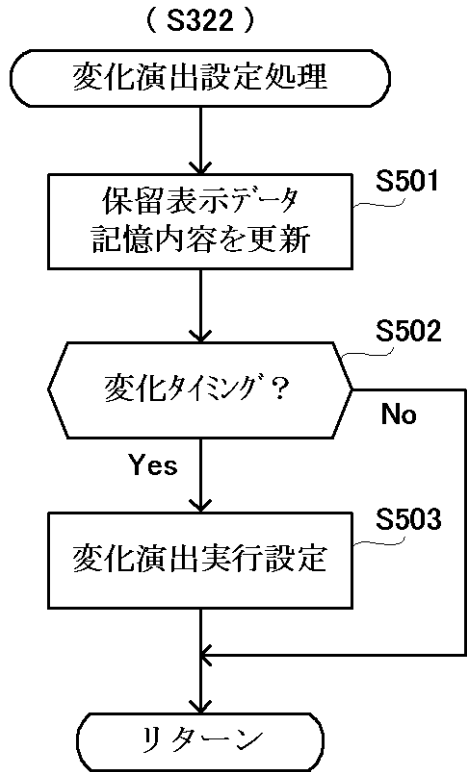 (S322)
変化演出設定処理
S501
保留表示ﾃﾞｰﾀ
記憶内容を更新
S502
変化ﾀｲﾐﾝｸﾞ?
No
Yes
S503
変化演出実行設定
リターン